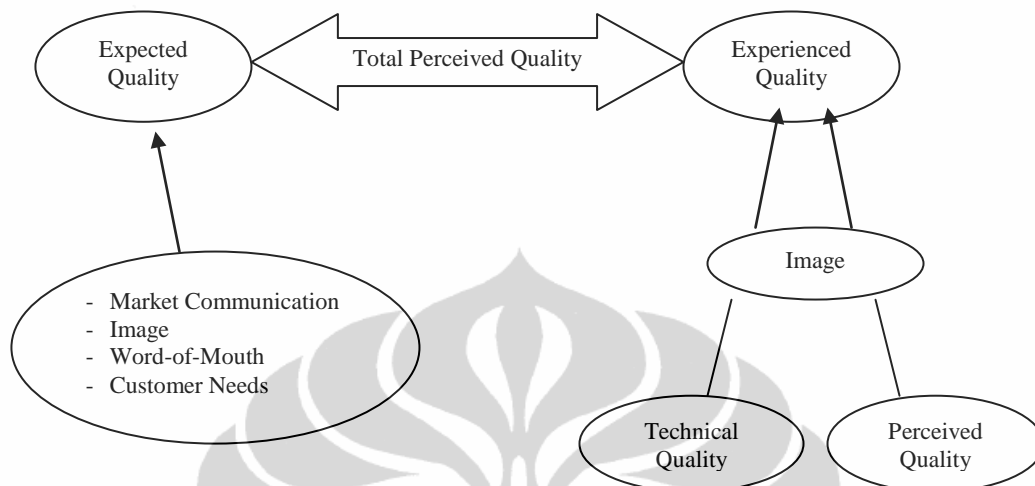 Expected
Quality
Total Perceived Quality
Experienced
Quality
- Market Communication
- Image
- Word-of-Mouth
- Customer Needs
Image
Technical
Quality
Perceived
Quality